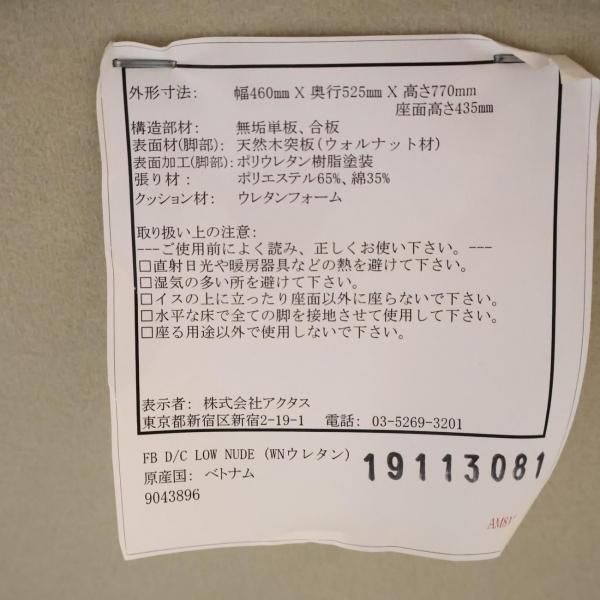 外形寸法: 幅460mm X 奥行525mm X 高さ770mm
座面高さ435mm
構造部材: 無垢単板、合板
表面材(脚部): 天然木突板(ウォルナット材)
表面加工(脚部): ポリウレタン樹脂塗装
張り材: ポリエステル65%、綿35%
クッション材: ウレタンフォーム
取り扱い上の注意:
---ご使用前によく読み、正しくお使い下さい。---
□直射日光や暖房器具などの熱を避けて下さい。
□湿気の多い所を避けて下さい。
□イスの上に立ったり座面以外に座らないで下さい。
□水平な床で全ての脚を接地させて使用して下さい。
□座る用途以外で使用しないで下さい。
表示者: 株式会社アクタス
東京都新宿区新宿2-19-1 電話: 03-5269-3201
FB D/C LOW NUDE (WNウレタン)
19113081
原産国: ベトナム
9043896